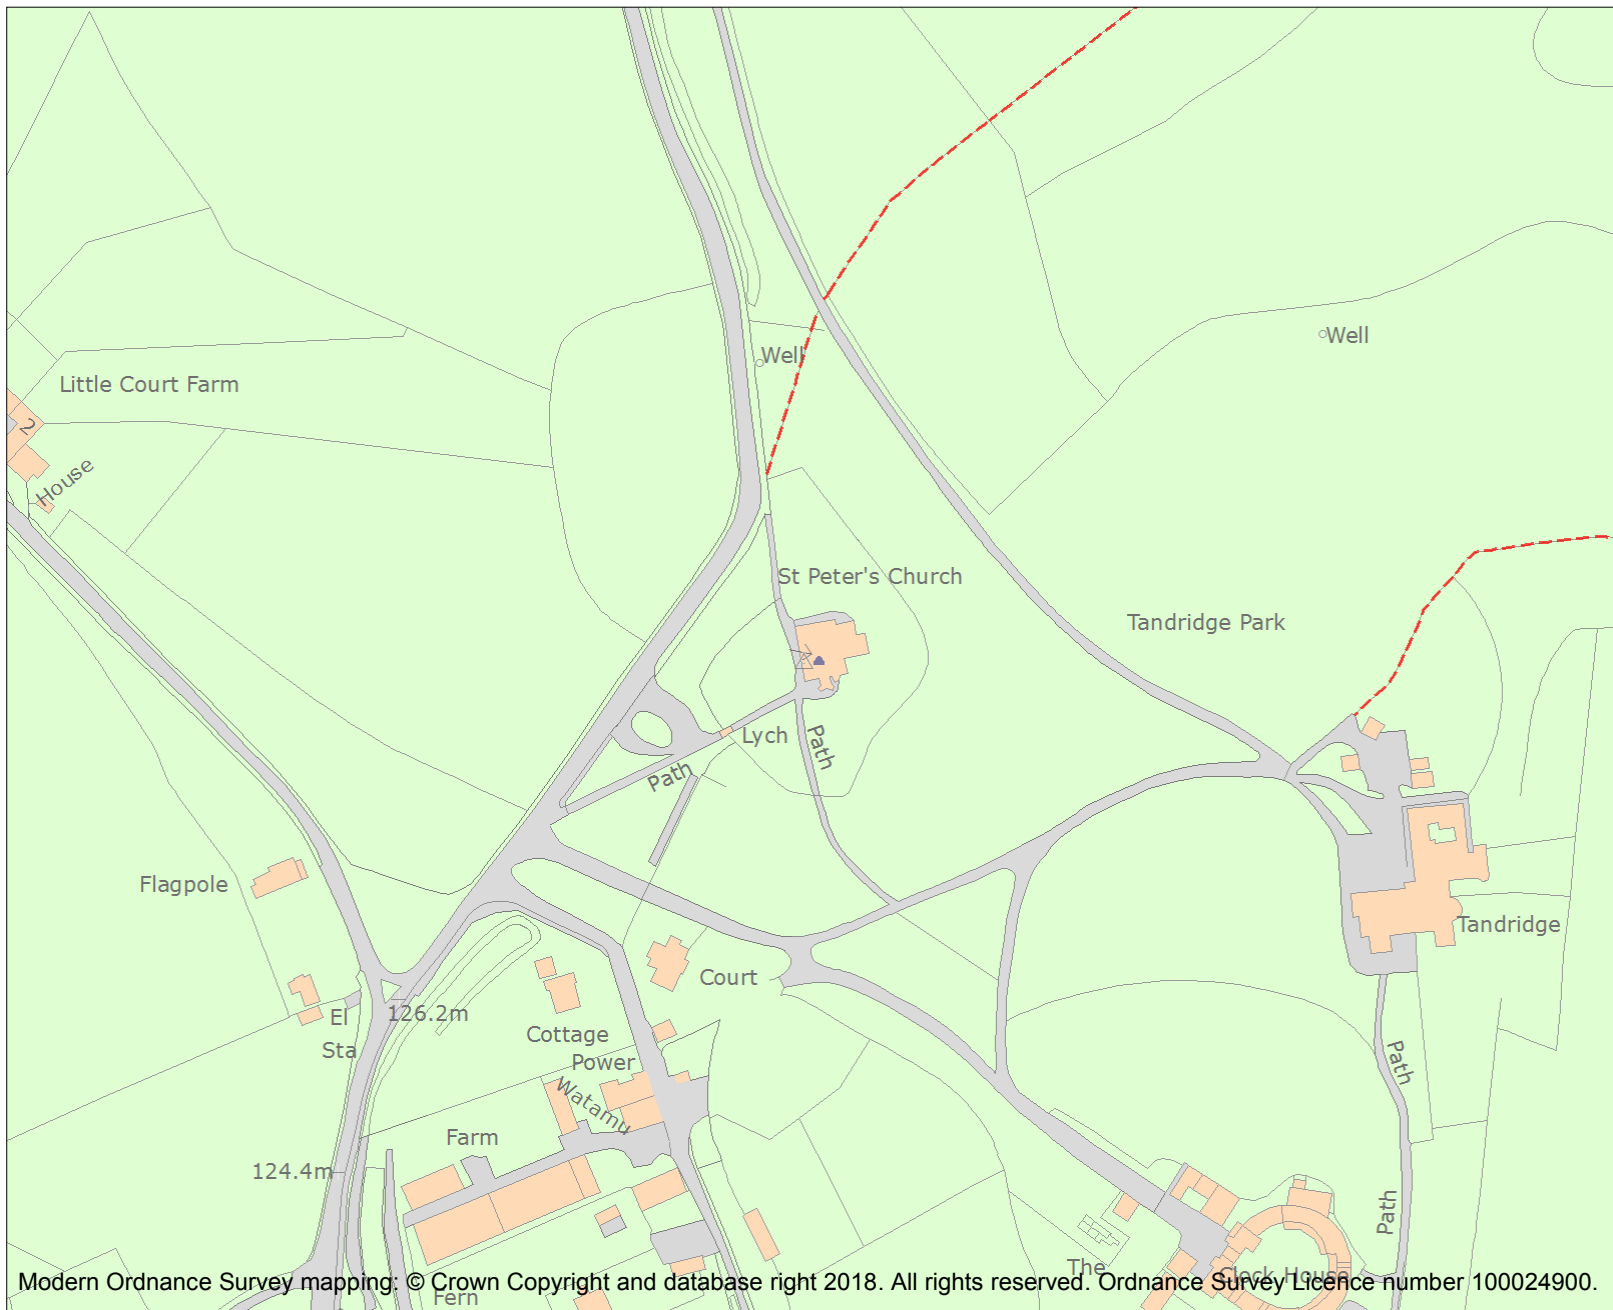 Well
Well
Little Court Farm
2
House
St Peter's Church
Tandridge Park
Lych
Path
Path
Flagpole
Tandridge
Court
El
Sta
126.2m
Cottage
Power
Watamu
Path
Farm
124.4m
Path
The
Clock House
Modern Ordnance Survey mapping: © Crown Copyright and database right 2018. All rights reserved. Ordnance Survey Licence number 100024900.
Fern